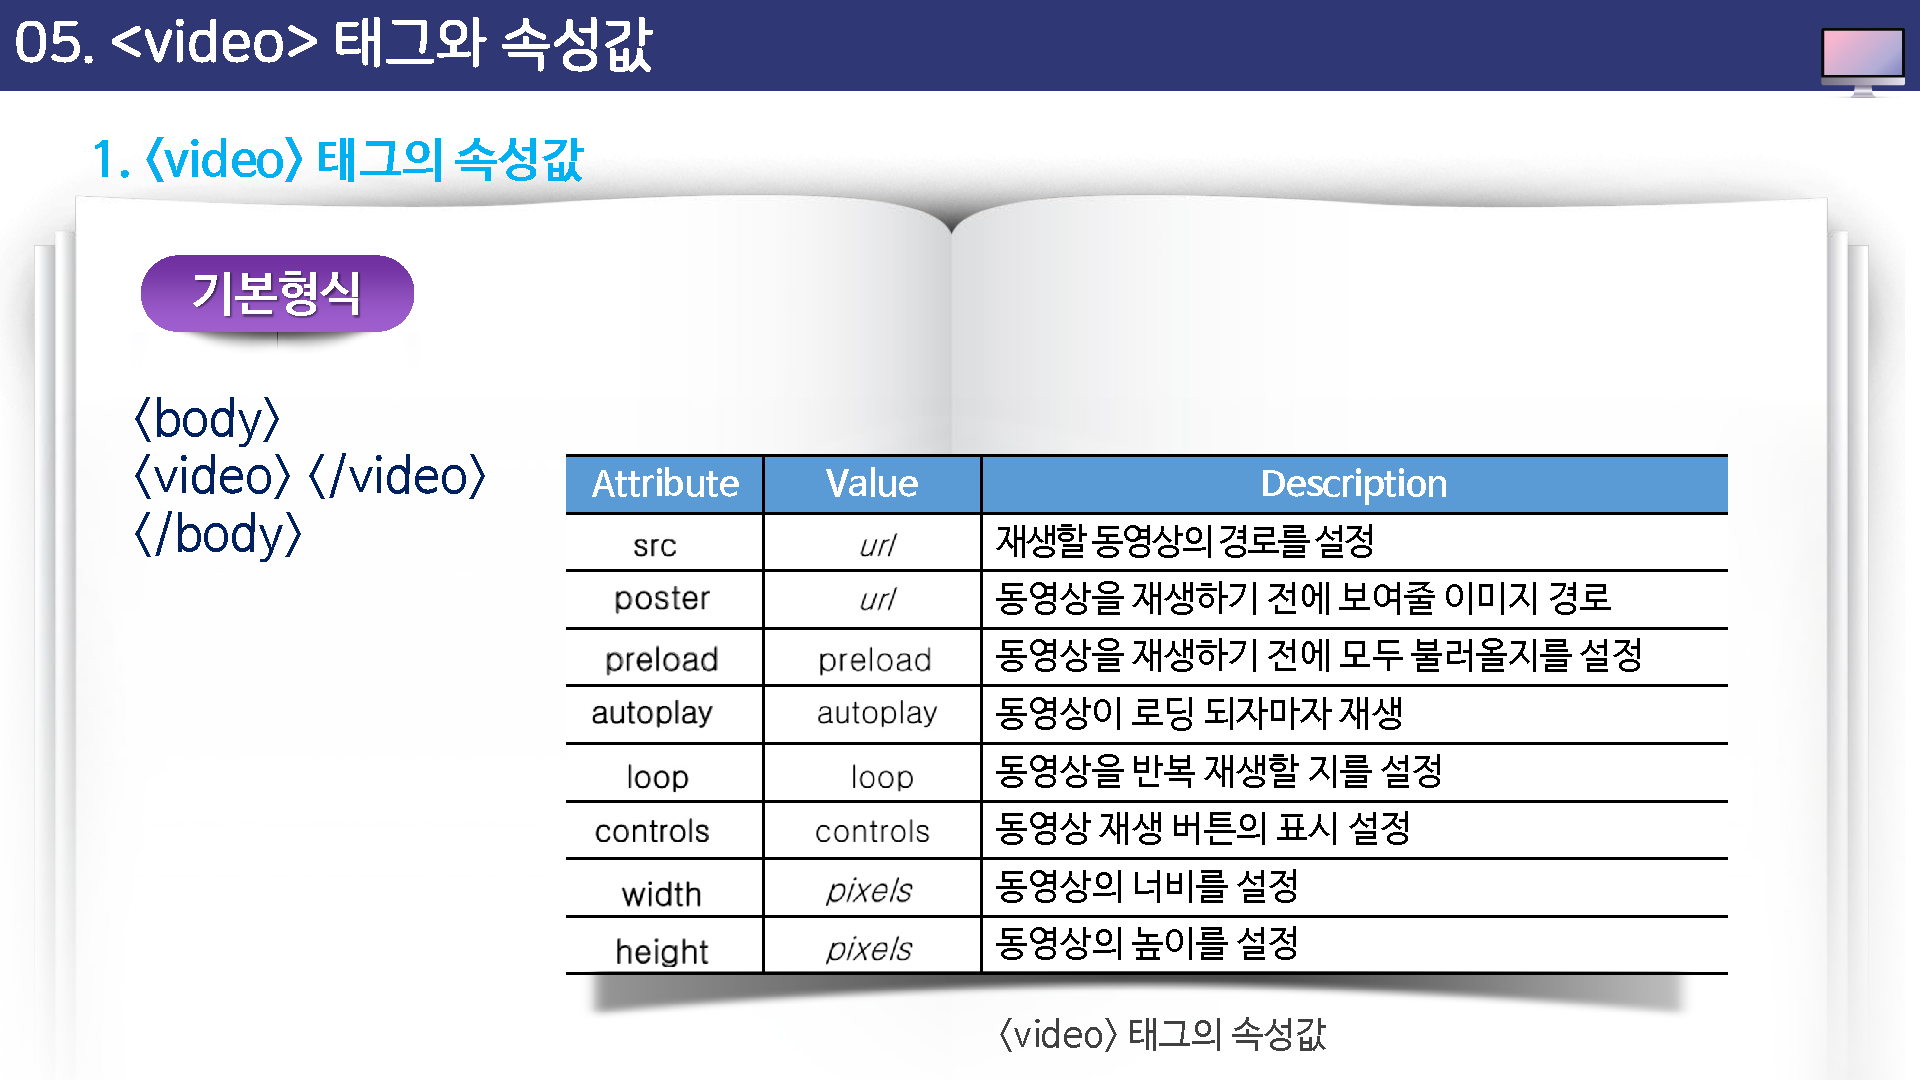 05. <video> 태그와 속성값
1. <video> 태그의 속성값
기본형식
<body>
<video> </video>
</body>
Attribute Value Description
src url 재생할 동영상의 경로를 설정
poster url 동영상을 재생하기 전에 보여줄 이미지 경로
preload preload 동영상을 재생하기 전에 모두 불러올지를 설정
autoplay autoplay 동영상이 로딩 되자마자 재생
loop loop 동영상을 반복 재생할 지를 설정
controls controls 동영상 재생 버튼의 표시 설정
width pixels 동영상의 너비를 설정
height pixels 동영상의 높이를 설정
<video> 태그의 속성값